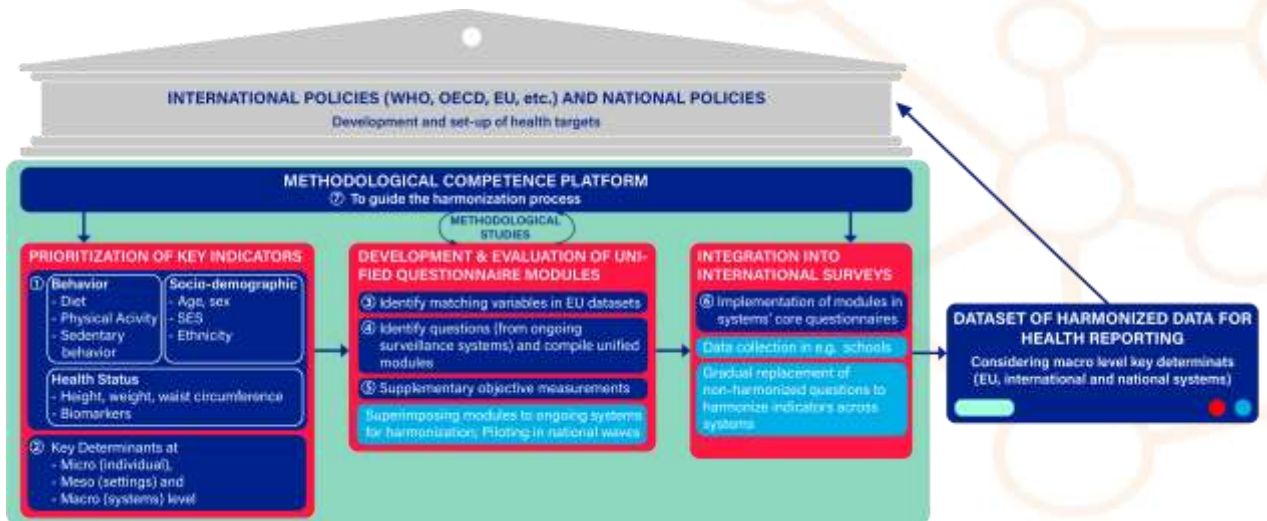 INTERNATIONAL POLICIES (WHO, OECD, EU, etc.) AND NATIONAL POLICIES
Development and set-up of health targets
METHODOLOGICAL COMPETENCE PLATFORM
⑦ To guide the harmonization process
METHODOLOGICAL
STUDIES
PRIORITIZATION OF KEY INDICATORS
① Behavior
- Diet
- Physical Acivity
- Sedentary
behavior
Socio-demographic
- Age, sex
- SES
- Ethnicity
Health Status
- Height, weight, waist circumference
- Biomarkers
② Key Determinants at
- Micro (individual),
- Meso (settings) and
- Macro (systems) level
DEVELOPMENT & EVALUATION OF UNI-
FIED QUESTIONNAIRE MODULES
③ Identify matching variables in EU datasets
④ Identify questions (from ongoing
surveillance systems) and compile unified
modules
⑤ Supplementary objective measurements
Superimposing modules to ongoing systems
for harmonization; Piloting in national waves
INTEGRATION INTO
INTERNATIONAL SURVEYS
⑥ Implementation of modules in
systems' core questionnaires
Data collection in e.g. schools
Gradual replacement of
non-harmonized questions to
harmonize indicators across
systems
DATASET OF HARMONIZED DATA FOR
HEALTH REPORTING
Considering macro level key determinats
(EU, international and national systems)